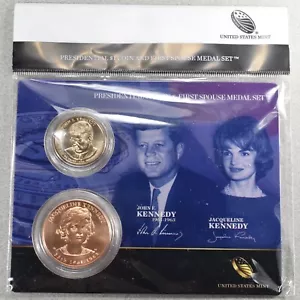 UNITED STATES MINT
PRESIDENTIAL $1 COIN AND FIRST SPOUSE MEDAL SET™
PRESIDENTIAL
FIRST SPOUSE MEDAL SET
JOHN F.
KENNEDY
1961-1963
JACQUELINE
KENNEDY
JACQUELINE KENNEDY
UNITED STATES MINT